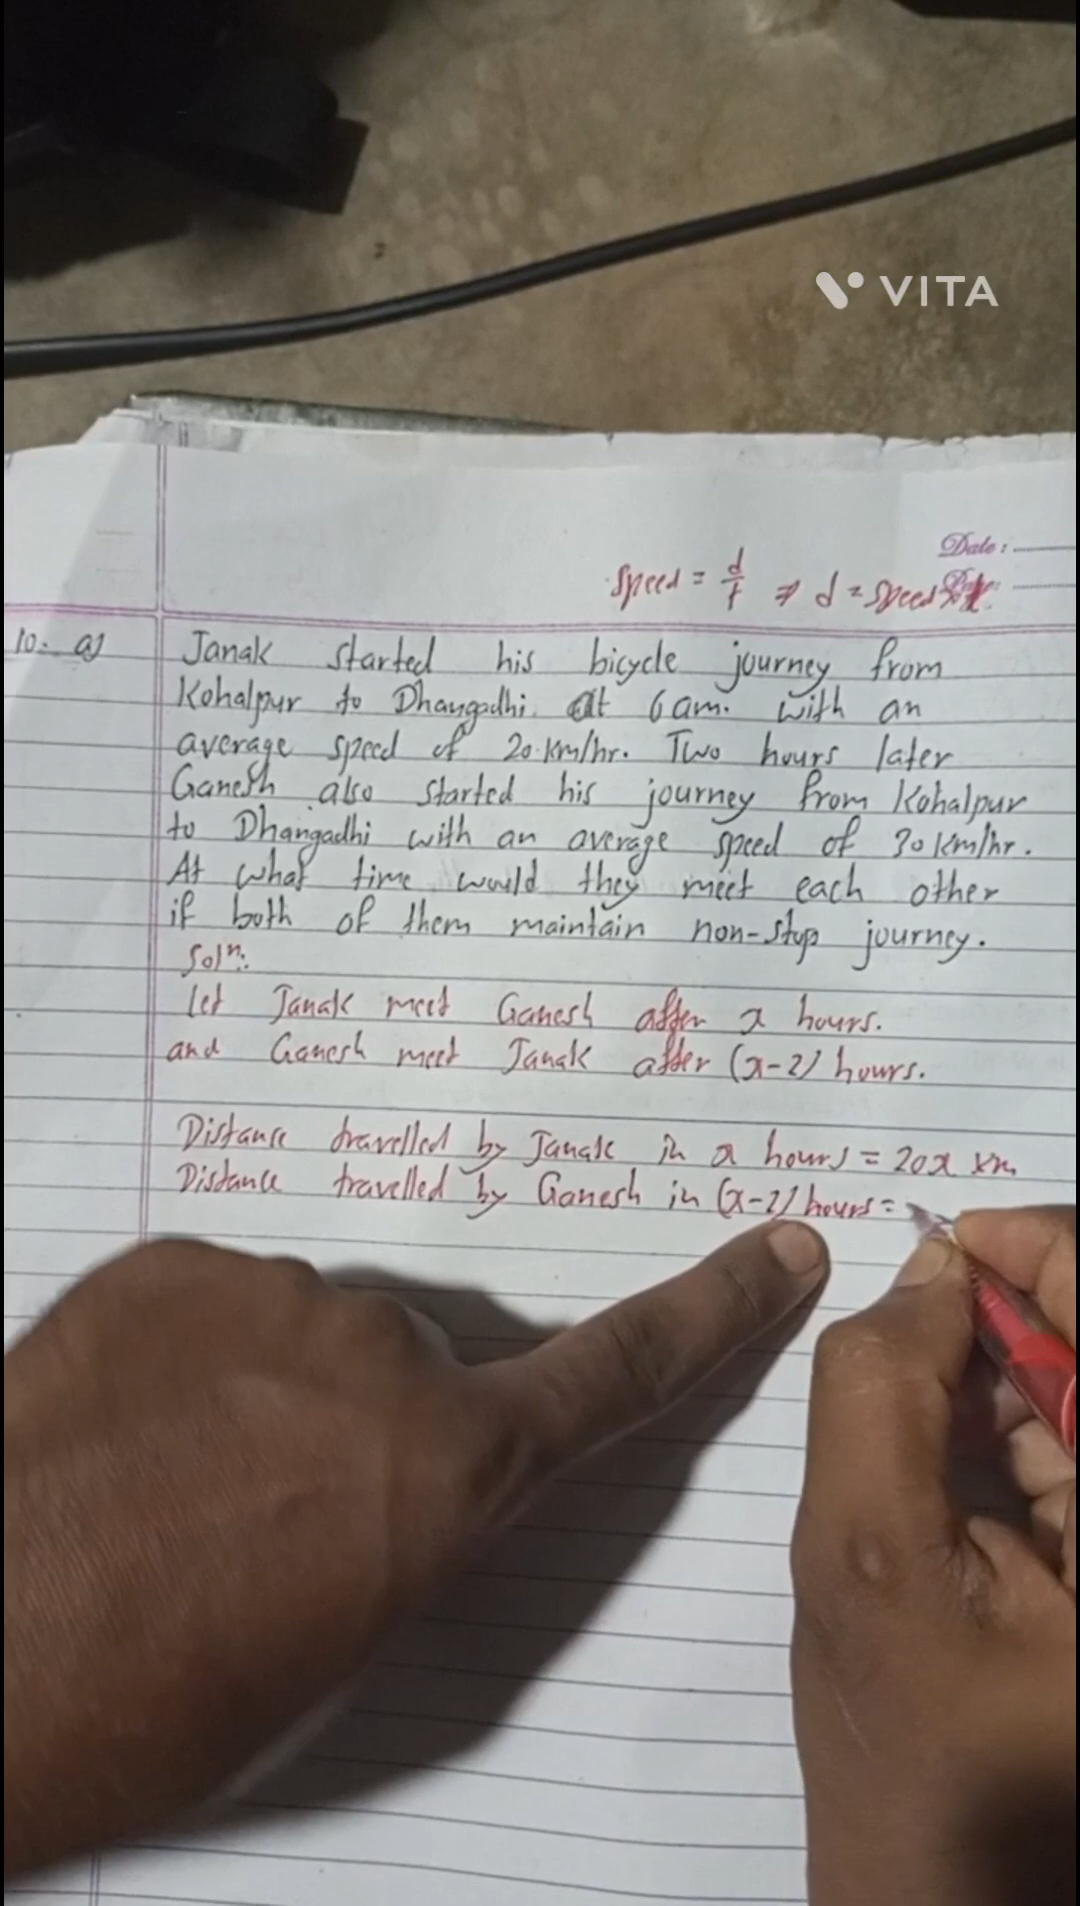 VITA
Date:
Speed = d/t ⇒ d = speed × t
10. a) Janak started his bicycle journey from
Kohalpur to Dhangadhi. At 6 am. with an
average speed of 20 km/hr. Two hours later
Ganesh also started his journey from Kohalpur
to Dhangadhi with an average speed of 30 km/hr.
At what time would they meet each other
if both of them maintain non-stop journey.
Solⁿ:
Let Janak meet Ganesh after x hours.
and Ganesh meet Janak after (x-2) hours.
Distance travelled by Janak in x hours = 20x km
Distance travelled by Ganesh in (x-2) hours =